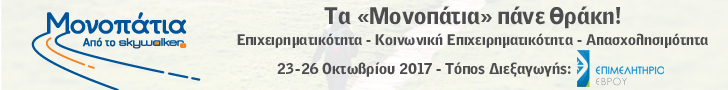 Μονοπάτια
Από το skywalker.
Τα «Μονοπάτια» πάνε Θράκη!
Επιχειρηματικότητα - Κοινωνική Επιχειρηματικότητα - Απασχολησιμότητα
23-26 Οκτωβρίου 2017 - Τόπος Διεξαγωγής:
ΕΠΙΜΕΛΗΤΗΡΙΟ
ΕΒΡΟΥ